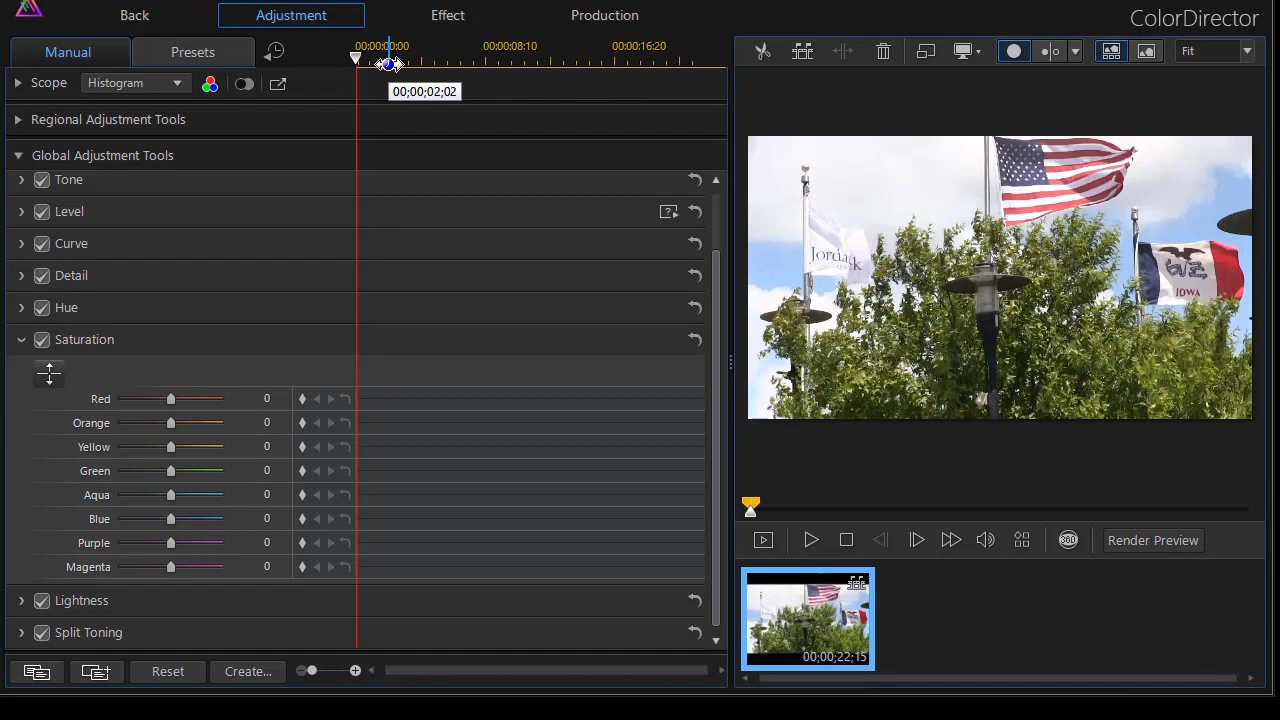 Back Adjustment Effect Production ColorDirector
Manual Presets 00:00:00:00 00:00:08:10 00:00:16:20 Fit
Scope Histogram 00;00;02;02
Regional Adjustment Tools
Global Adjustment Tools
Tone
Level
Curve
Detail
Hue
Saturation
Red 0
Orange 0
Yellow 0
Green 0
Aqua 0
Blue 0
Purple 0
Magenta 0
Lightness
Split Toning
Reset Create...
IOWA
360 Render Preview
00;00;22;15